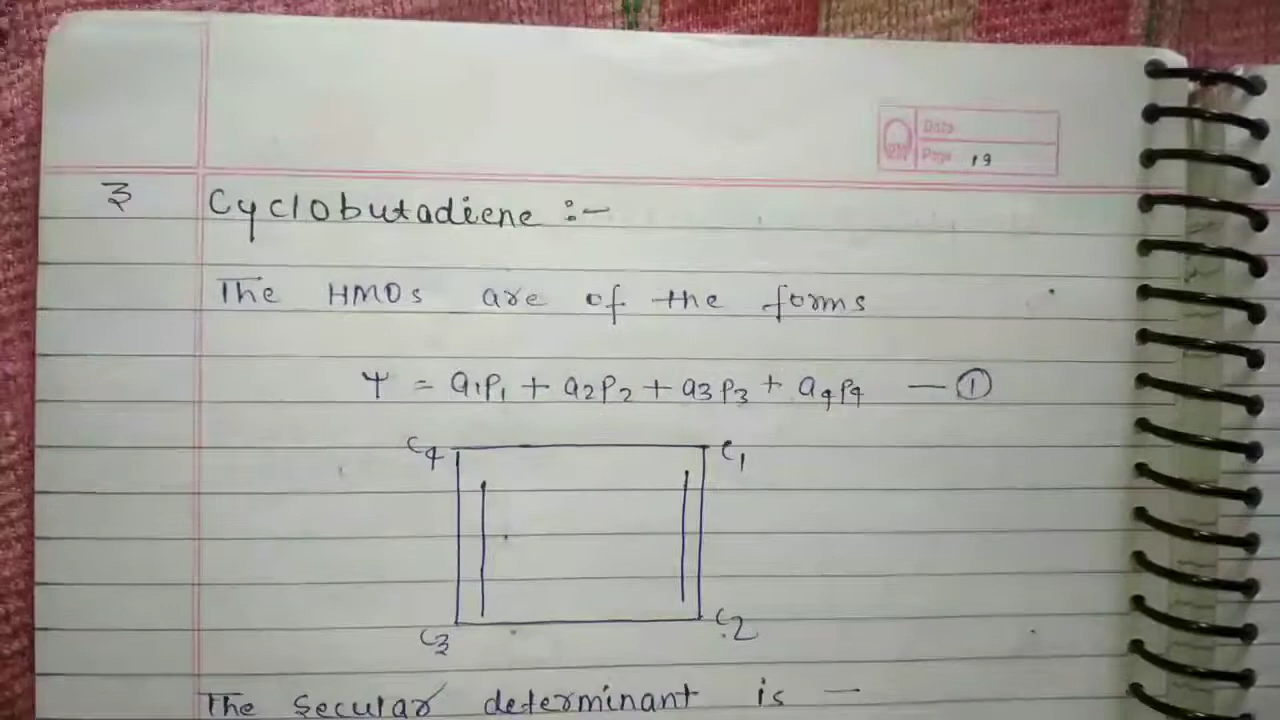 Date
Page 19
3 Cyclobutadiene :-
The HMOs are of the forms
Ψ = a1p1 + a2p2 + a3p3 + a4p4 — ①
C4 C1
C3 C2
The Secular determinant is —